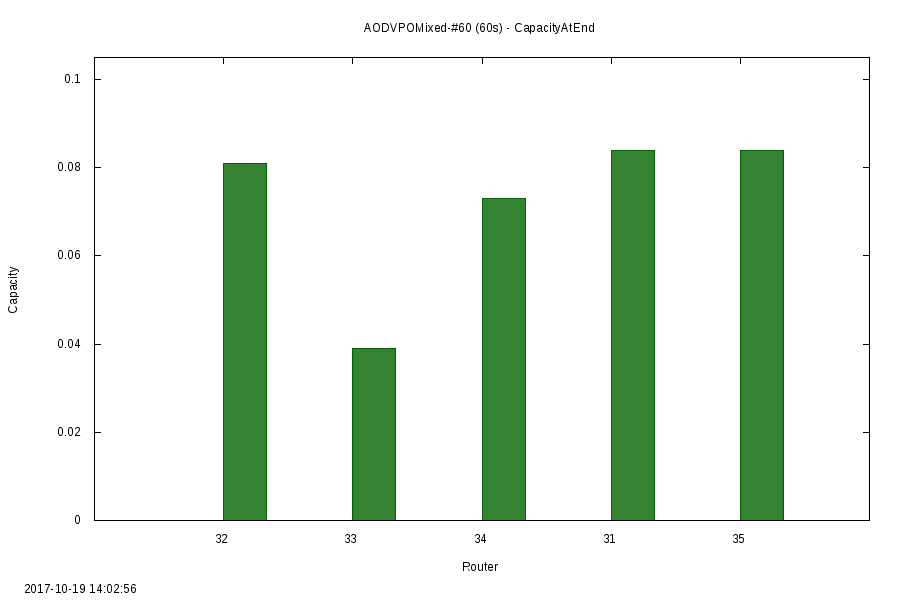 AODVPOMixed-#60 (60s) - CapacityAtEnd
0.1
0.08
0.06
0.04
0.02
0
Capacity
32 33 34 31 35
Router
2017-10-19 14:02:56